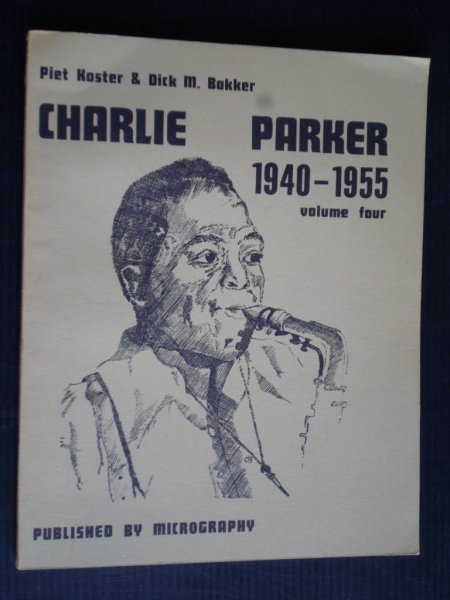 Piet Koster & Dick M. Bakker
CHARLIE PARKER
1940-1955
volume four
PUBLISHED BY MICROGRAPHY